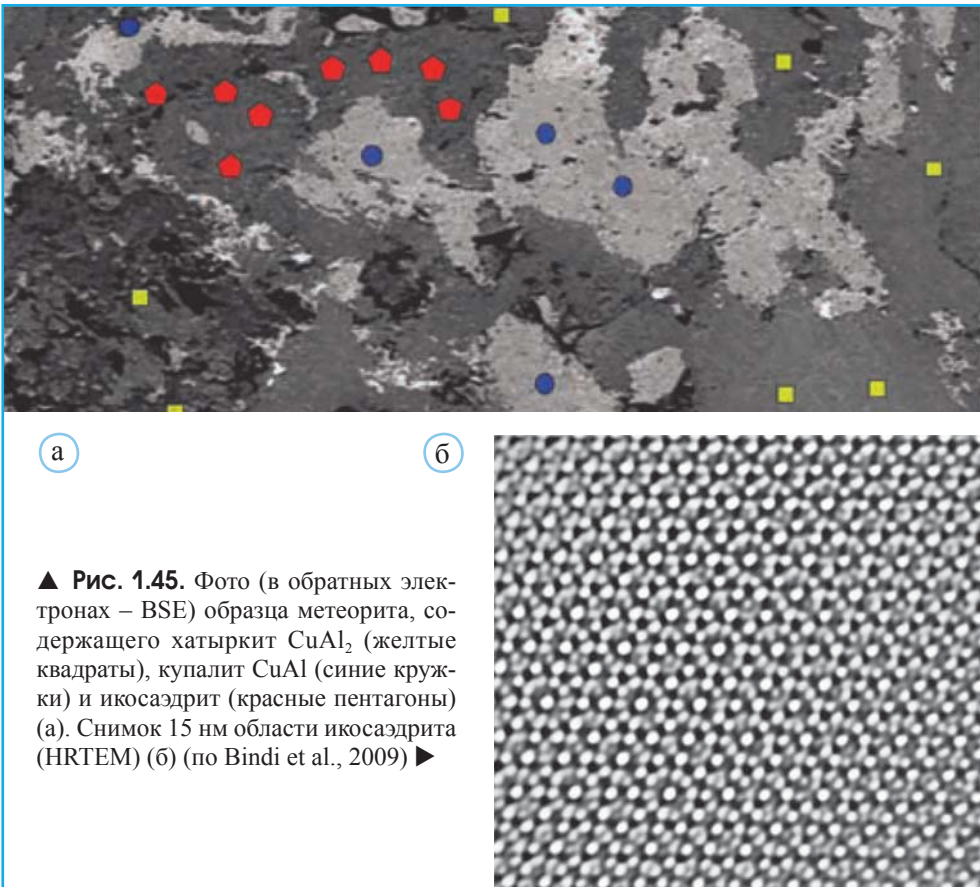 а
б
▲ Рис. 1.45. Фото (в обратных элек-
тронах – BSE) образца метеорита, со-
держащего хатыркит CuAl₂ (желтые
квадраты), купалит CuAl (синие круж-
ки) и икосаэдрит (красные пентагоны)
(а). Снимок 15 нм области икосаэдрита
(HRTEM) (б) (по Bindi et al., 2009) ▶